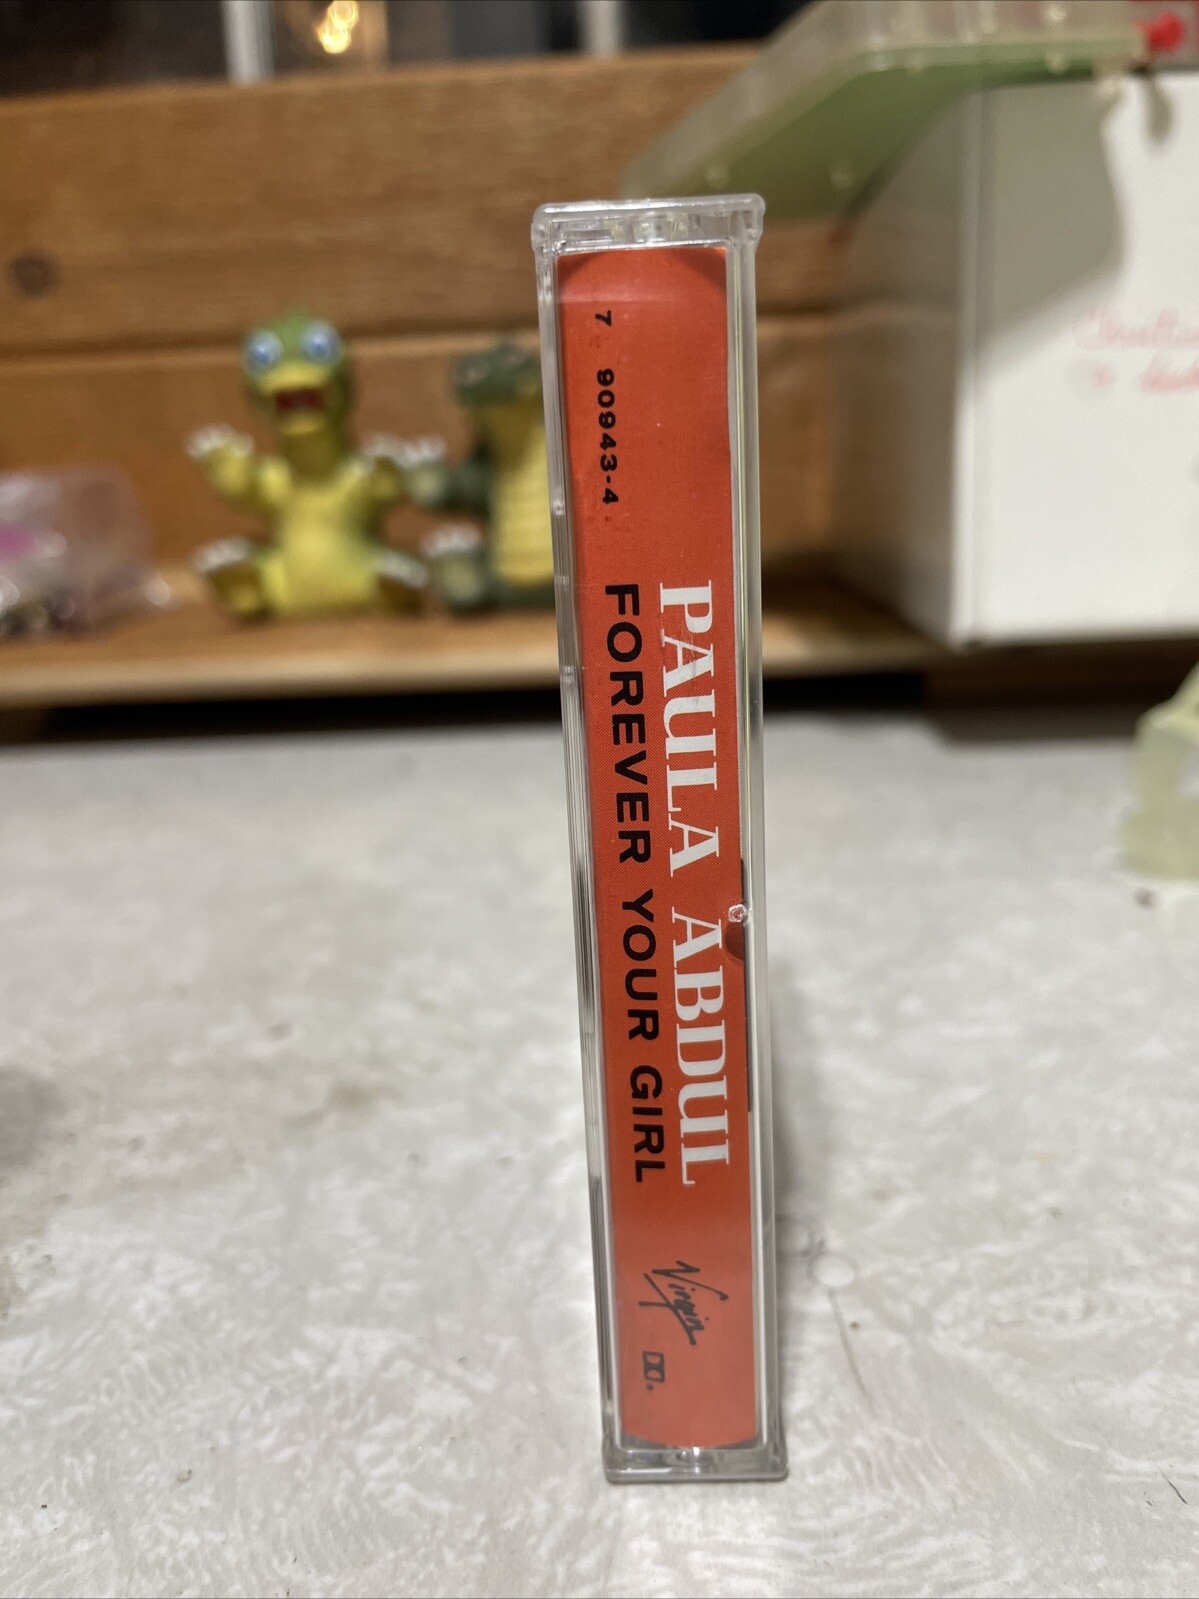 7 90943-4
PAULA ABDUL
FOREVER YOUR GIRL
Virgin